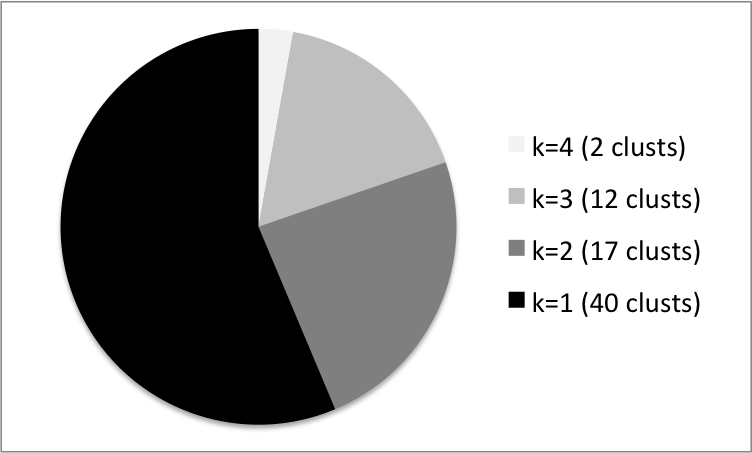 k=4 (2 clusts)
k=3 (12 clusts)
k=2 (17 clusts)
k=1 (40 clusts)